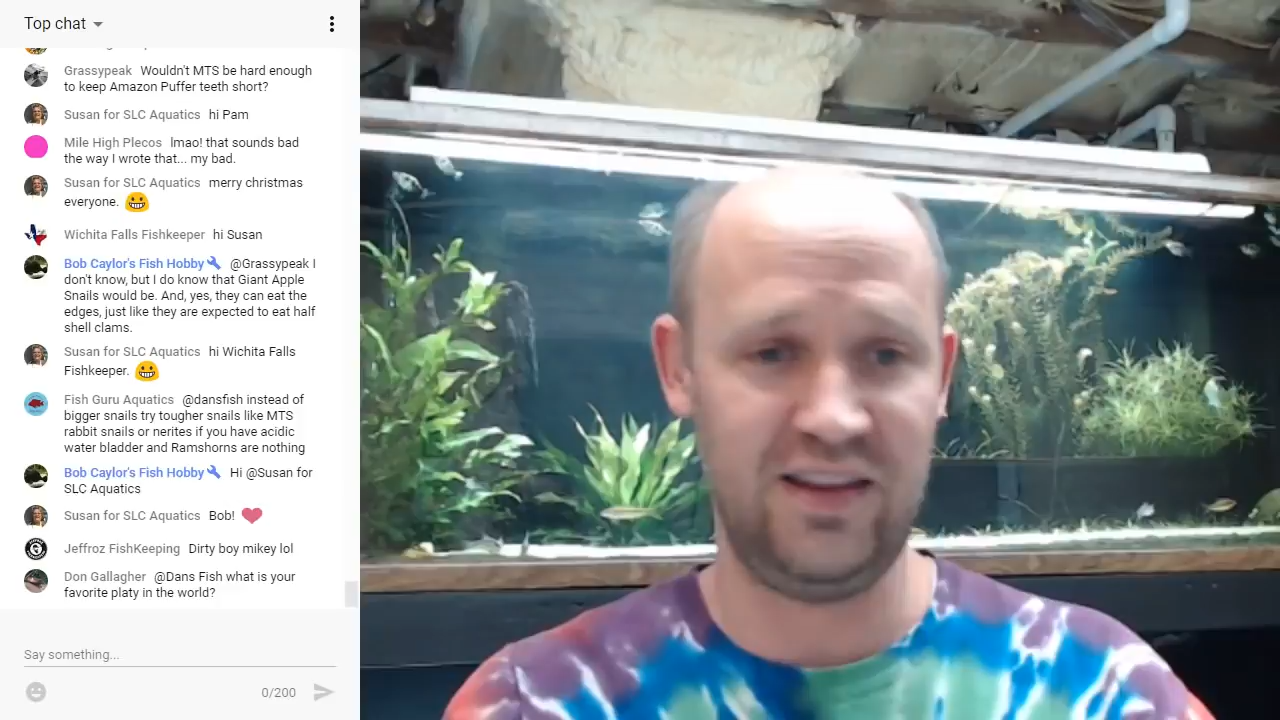 Top chat
Grassypeak Wouldn't MTS be hard enough
to keep Amazon Puffer teeth short?
Susan for SLC Aquatics hi Pam
Mile High Plecos lmao! that sounds bad
the way I wrote that... my bad.
Susan for SLC Aquatics merry christmas
everyone.
Wichita Falls Fishkeeper hi Susan
Bob Caylor's Fish Hobby @Grassypeak I
don't know, but I do know that Giant Apple
Snails would be. And, yes, they can eat the
edges, just like they are expected to eat half
shell clams.
Susan for SLC Aquatics hi Wichita Falls
Fishkeeper.
Fish Guru Aquatics @dansfish instead of
bigger snails try tougher snails like MTS
rabbit snails or nerites if you have acidic
water bladder and Ramshorns are nothing
Bob Caylor's Fish Hobby Hi @Susan for
SLC Aquatics
Susan for SLC Aquatics Bob!
Jeffroz FishKeeping Dirty boy mikey lol
Don Gallagher @Dans Fish what is your
favorite platy in the world?
Say something...
0/200